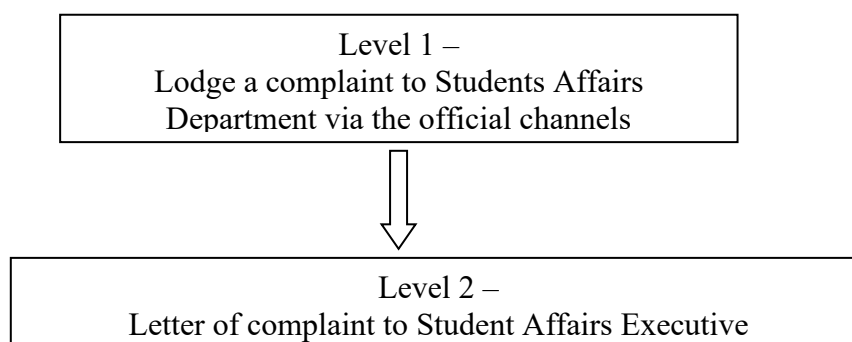 Level 1 –
Lodge a complaint to Students Affairs
Department via the official channels
Level 2 –
Letter of complaint to Student Affairs Executive